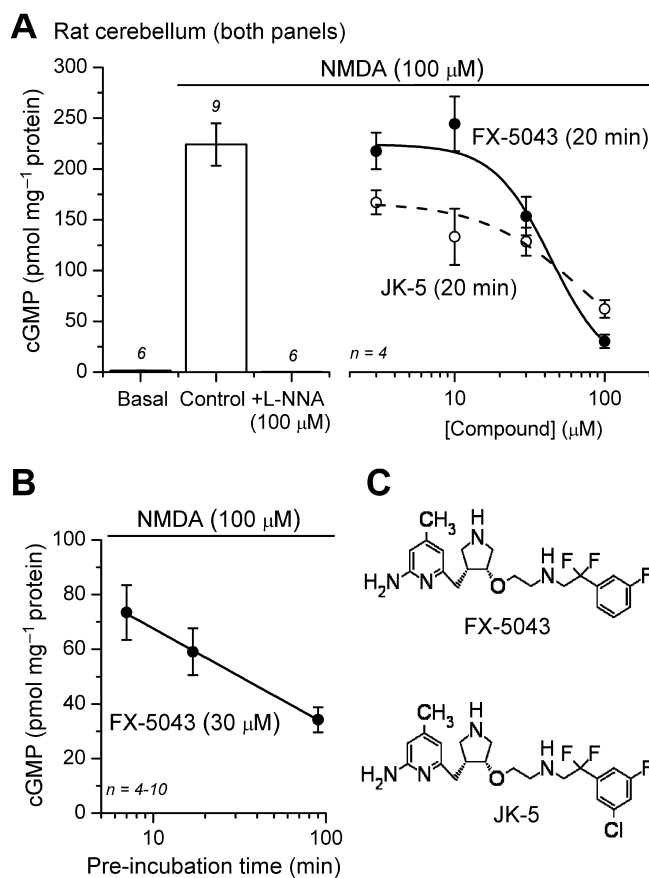 A Rat cerebellum (both panels)
NMDA (100 μM)
cGMP (pmol mg⁻¹ protein)
300
250
200
150
100
50
0
6
9
6
Basal Control +L-NNA
(100 μM)
FX-5043 (20 min)
JK-5 (20 min)
n = 4
10 100
[Compound] (μM)
B
NMDA (100 μM)
cGMP (pmol mg⁻¹ protein)
100
80
60
40
20
0
FX-5043 (30 μM)
n = 4-10
10 100
Pre-incubation time (min)
C
CH₃ H
N
H₂N N O H
N F F F
FX-5043
CH₃ H
N
H₂N N O H
N F F F
Cl
JK-5